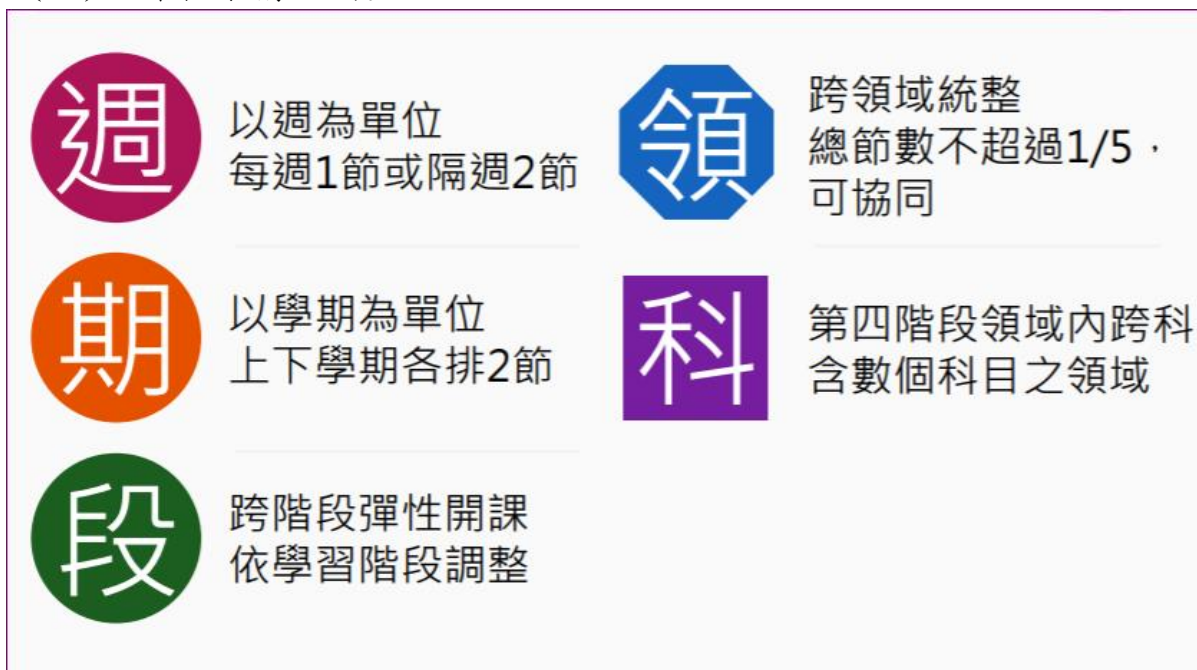 週
以週為單位
每週1節或隔週2節
期
以學期為單位
上下學期各排2節
段
跨階段彈性開課
依學習階段調整
領
跨領域統整
總節數不超過1/5，
可協同
科
第四階段領域內跨科
含數個科目之領域